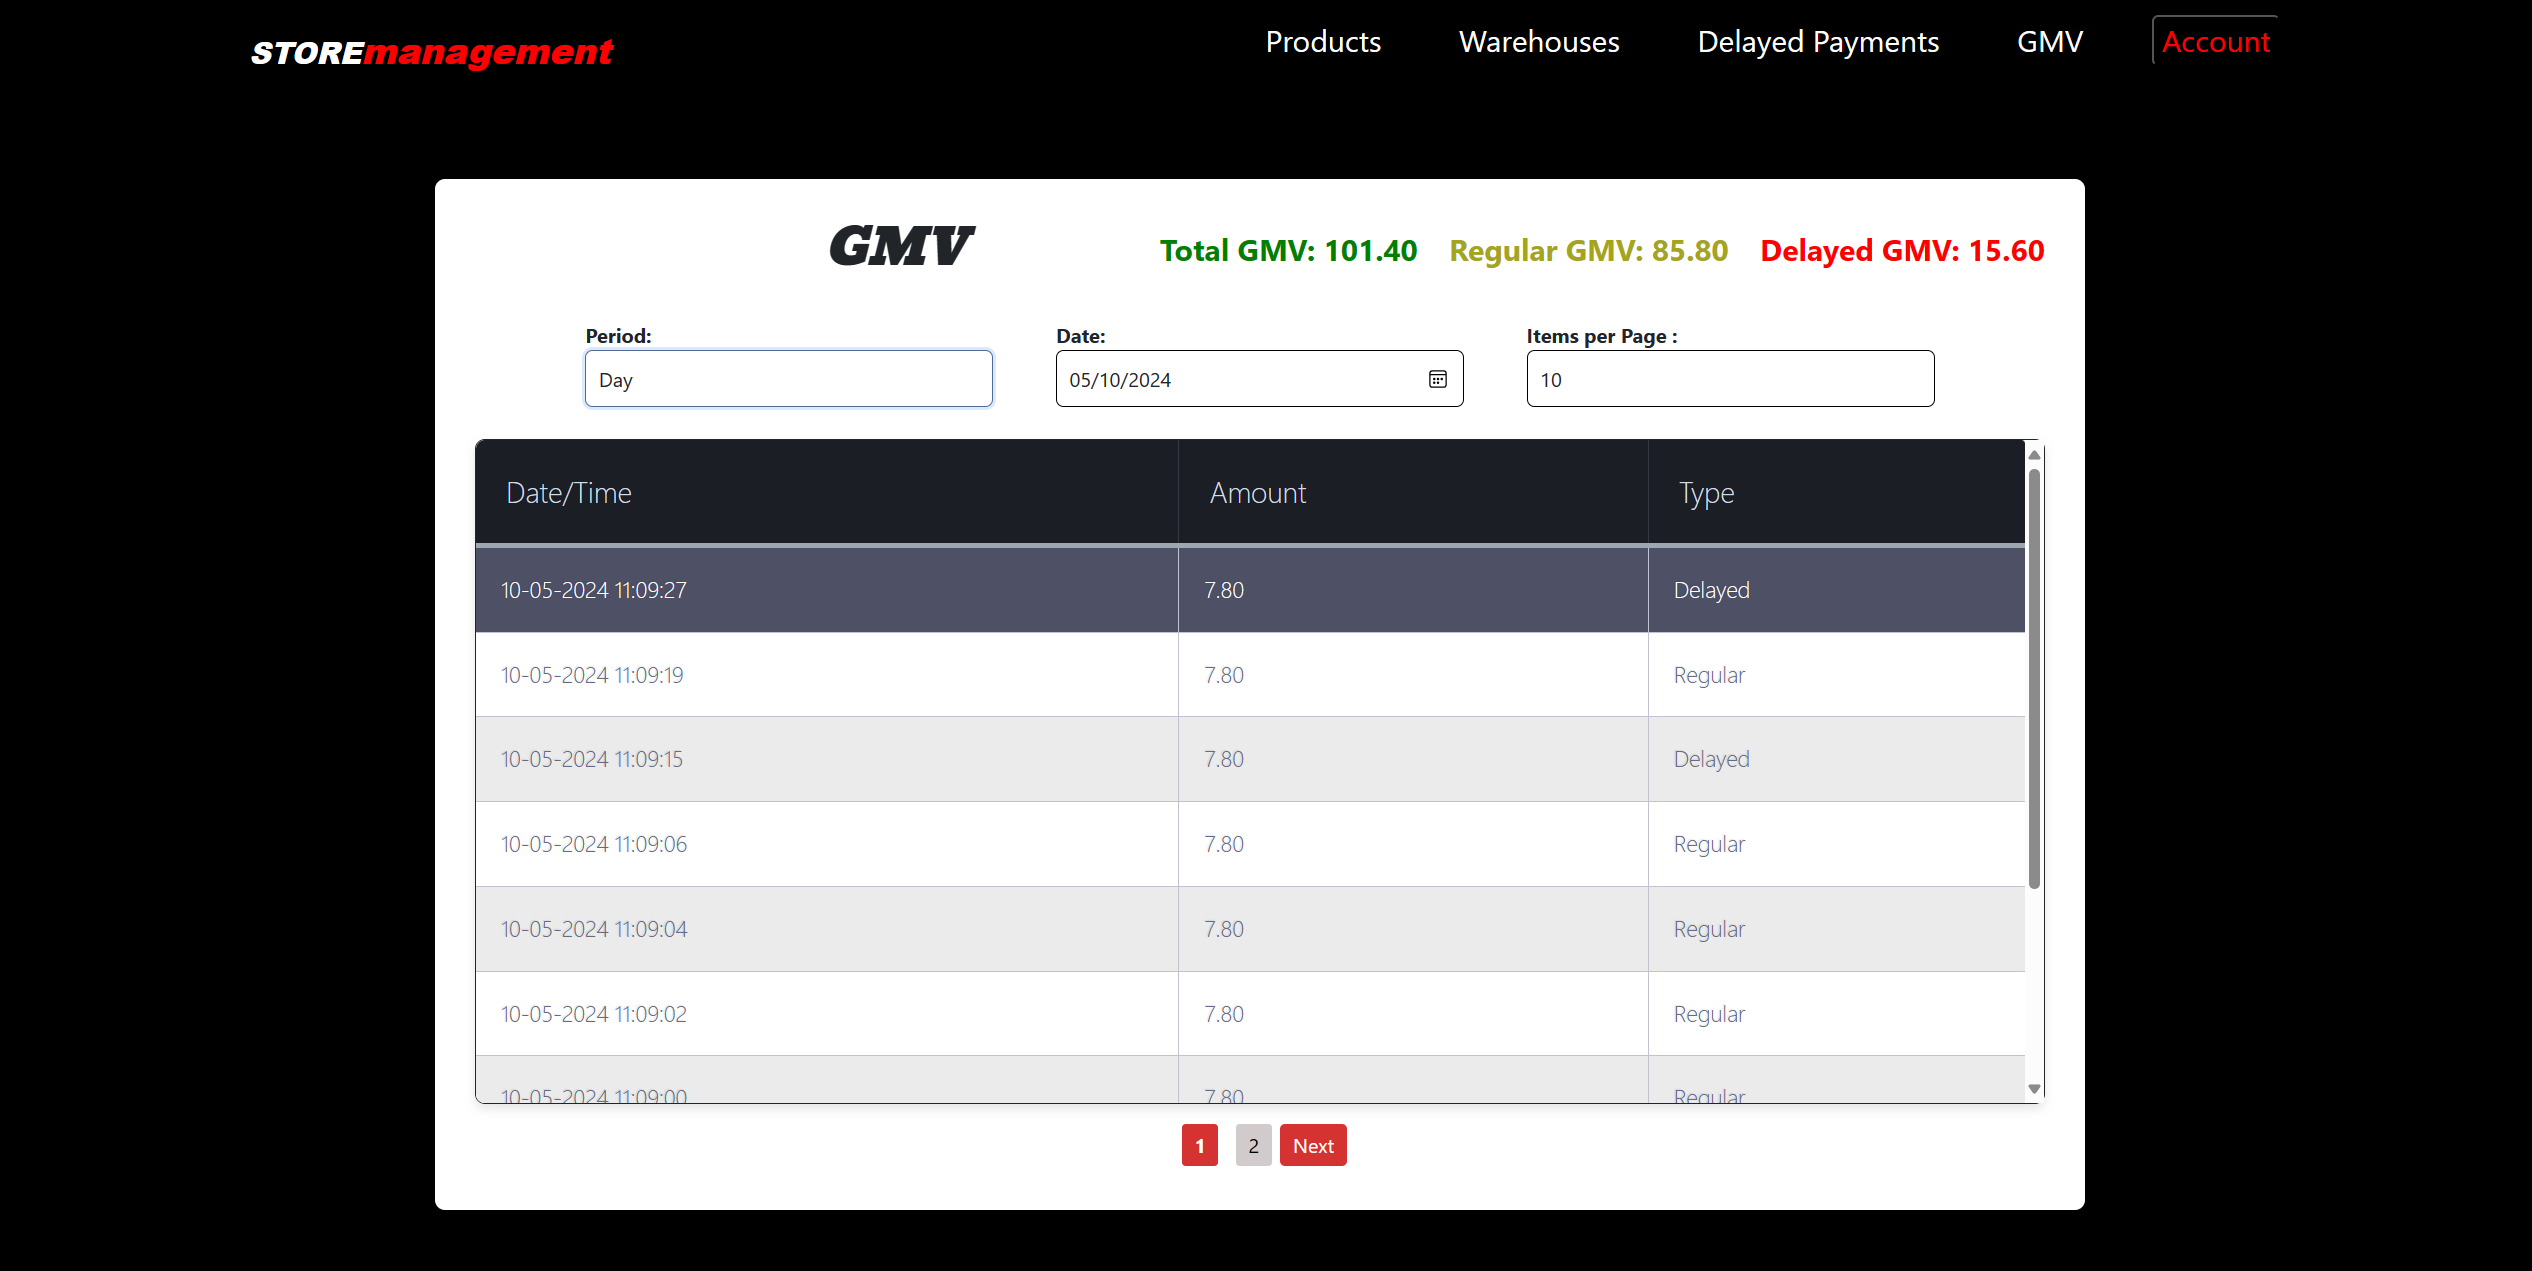 STOREmanagement Products Warehouses Delayed Payments GMV Account
GMV Total GMV: 101.40 Regular GMV: 85.80 Delayed GMV: 15.60
Period: Date: Items per Page :
Day 05/10/2024 10
Date/Time Amount Type
10-05-2024 11:09:27 7.80 Delayed
10-05-2024 11:09:19 7.80 Regular
10-05-2024 11:09:15 7.80 Delayed
10-05-2024 11:09:06 7.80 Regular
10-05-2024 11:09:04 7.80 Regular
10-05-2024 11:09:02 7.80 Regular
10-05-2024 11:09:00 7.80 Regular
1 2 Next